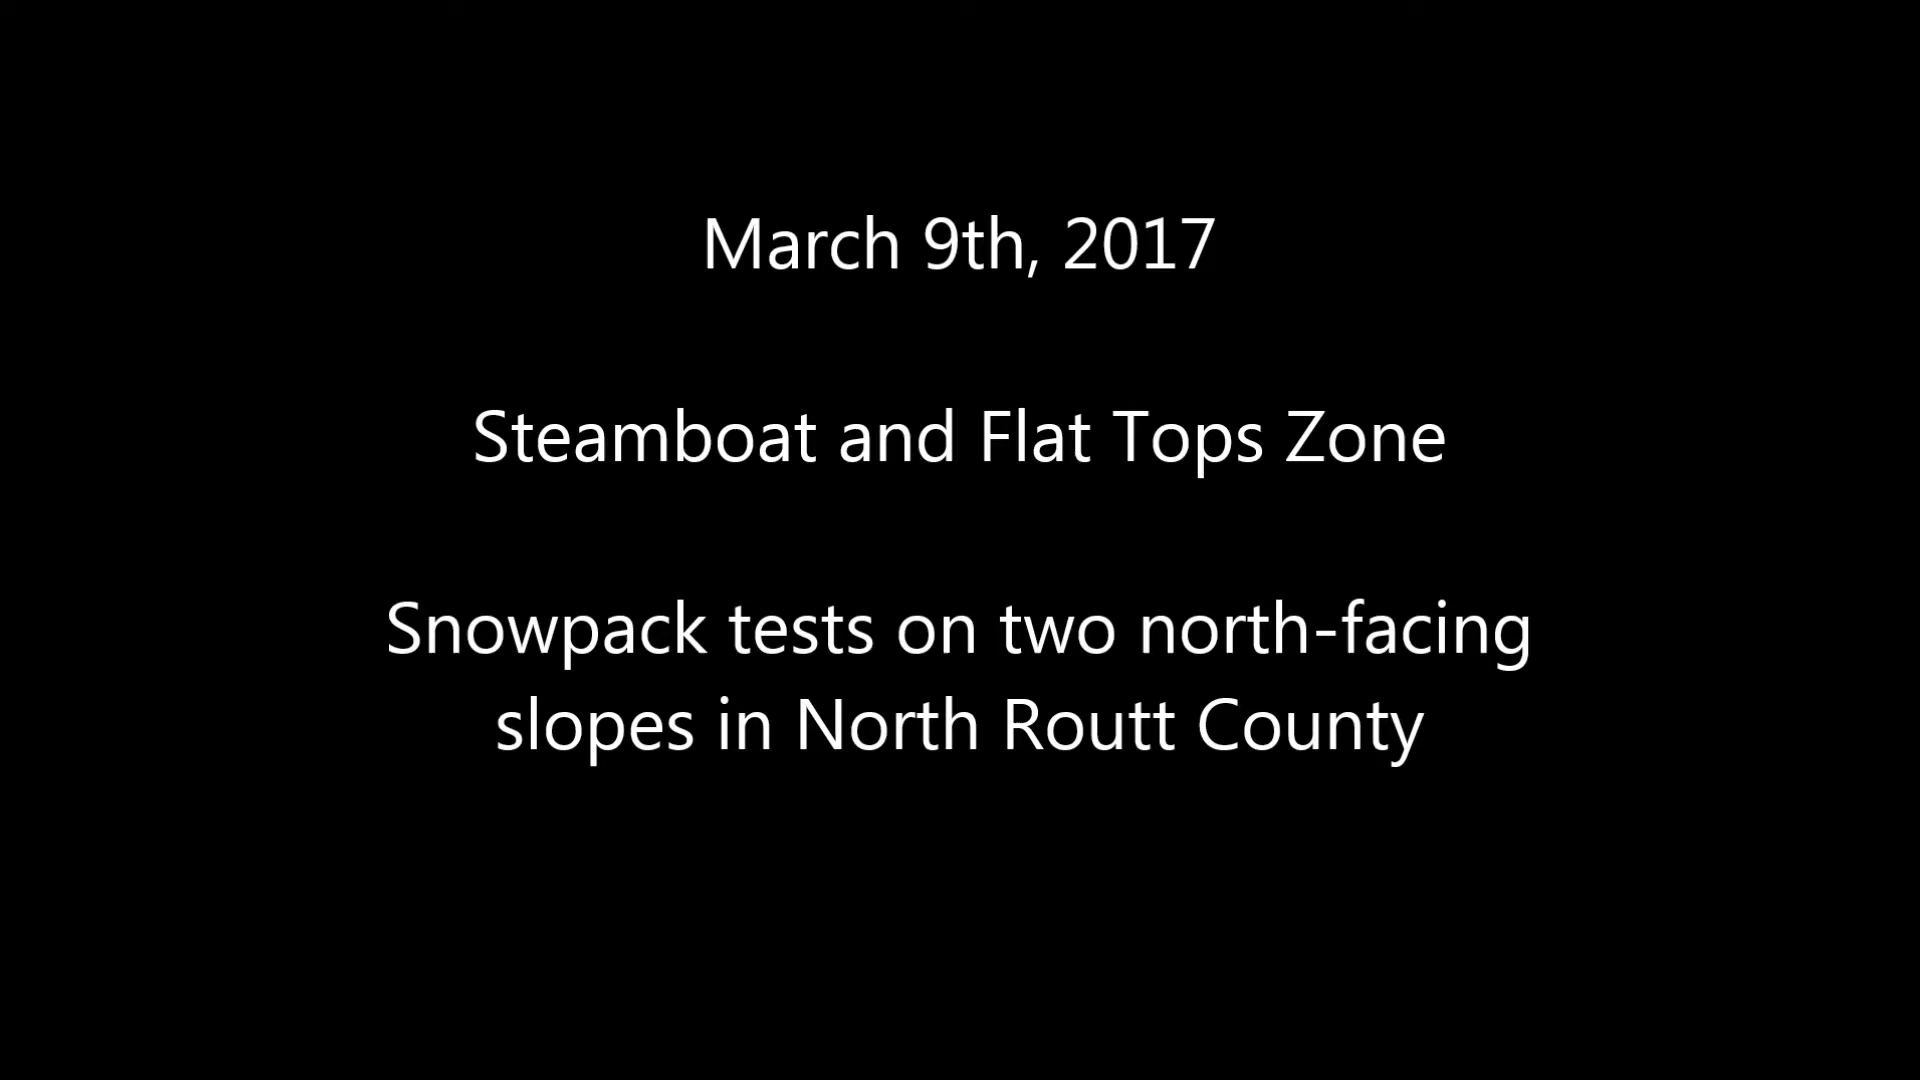 March 9th, 2017
Steamboat and Flat Tops Zone
Snowpack tests on two north-facing
slopes in North Routt County